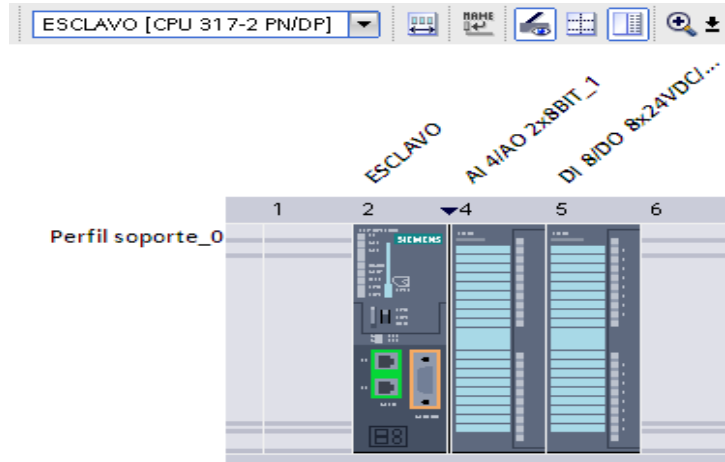 ESCLAVO [CPU 317-2 PN/DP]
NAME
ESCLAVO
AI 4/AO 2x8BIT_1
DI 8/DO 8x24VDC/...
1 2 4 5 6
Perfil soporte_0
SIEMENS